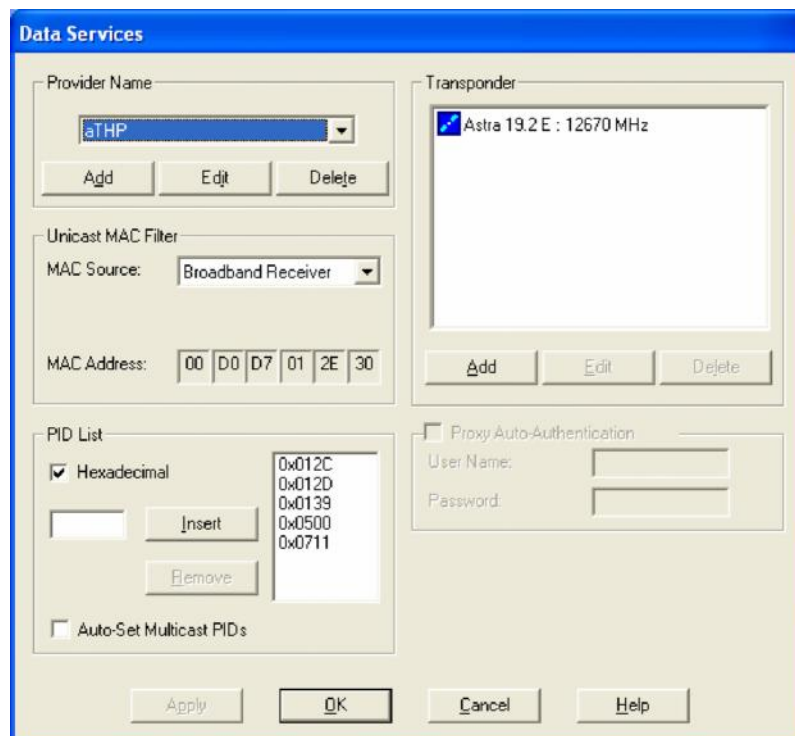 Data Services
Provider Name
aTHP
Add Edit Delete
Unicast MAC Filter
MAC Source: Broadband Receiver
MAC Address: 00 D0 D7 01 2E 30
PID List
Hexadecimal
0x012C
0x012D
0x0139
0x0500
0x0711
Insert
Remove
Auto-Set Multicast PIDs
Transponder
Astra 19.2 E : 12670 MHz
Add Edit Delete
Proxy Auto-Authentication
User Name:
Password:
Apply OK Cancel Help